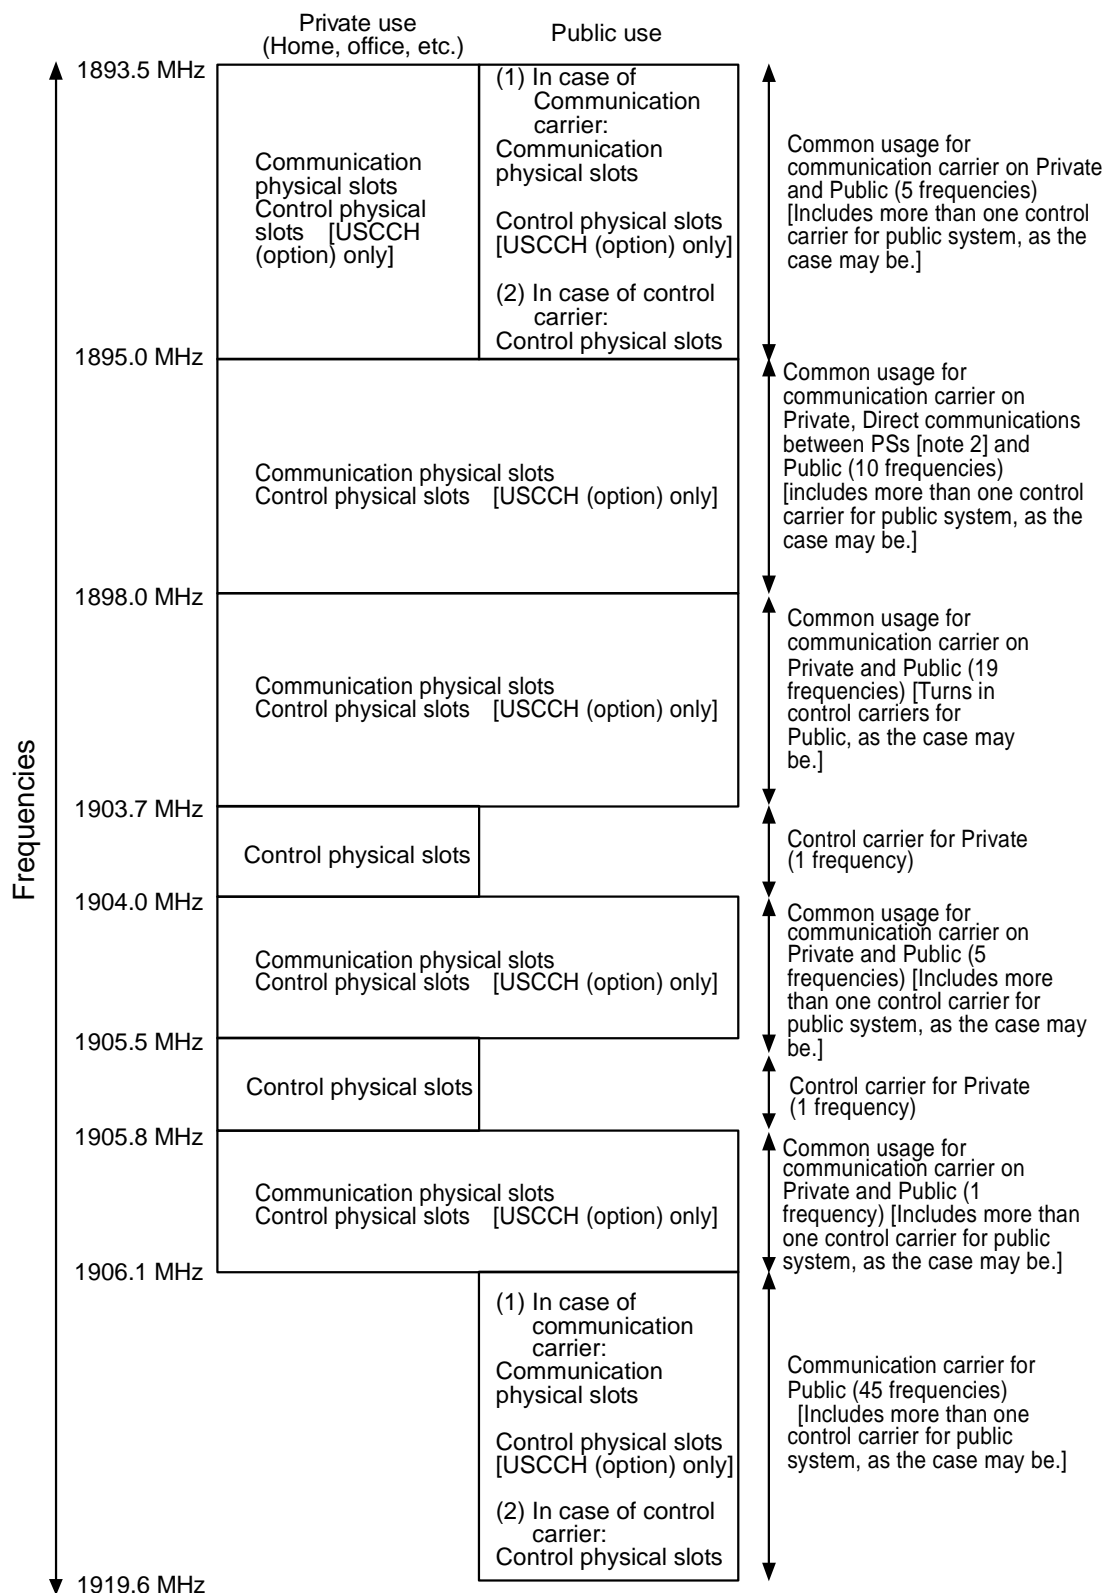 Private use
(Home, office, etc.)
Public use
Frequencies
1893.5 MHz
Communication
physical slots
Control physical
slots [USCCH
(option) only]
(1) In case of
Communication
carrier:
Communication
physical slots
Control physical slots
[USCCH (option) only]
(2) In case of control
carrier:
Control physical slots
Common usage for
communication carrier on Private
and Public (5 frequencies)
[Includes more than one control
carrier for public system, as the
case may be.]
1895.0 MHz
Communication physical slots
Control physical slots [USCCH (option) only]
Common usage for
communication carrier on
Private, Direct communications
between PSs [note 2] and
Public (10 frequencies)
[includes more than one control
carrier for public system, as the
case may be.]
1898.0 MHz
Communication physical slots
Control physical slots [USCCH (option) only]
Common usage for
communication carrier on
Private and Public (19
frequencies) [Turns in
control carriers for
Public, as the case may
be.]
1903.7 MHz
Control physical slots
Control carrier for Private
(1 frequency)
1904.0 MHz
Communication physical slots
Control physical slots [USCCH (option) only]
Common usage for
communication carrier on
Private and Public (5
frequencies) [Includes more
than one control carrier for
public system, as the case may
be.]
1905.5 MHz
Control physical slots
Control carrier for Private
(1 frequency)
1905.8 MHz
Communication physical slots
Control physical slots [USCCH (option) only]
Common usage for
communication carrier on
Private and Public (1
frequency) [Includes more than
one control carrier for public
system, as the case may be.]
1906.1 MHz
(1) In case of
communication
carrier:
Communication
physical slots
Control physical slots
[USCCH (option) only]
(2) In case of control
carrier:
Control physical slots
Communication carrier for
Public (45 frequencies)
[Includes more than one
control carrier for public
system, as the case may be.]
1919.6 MHz